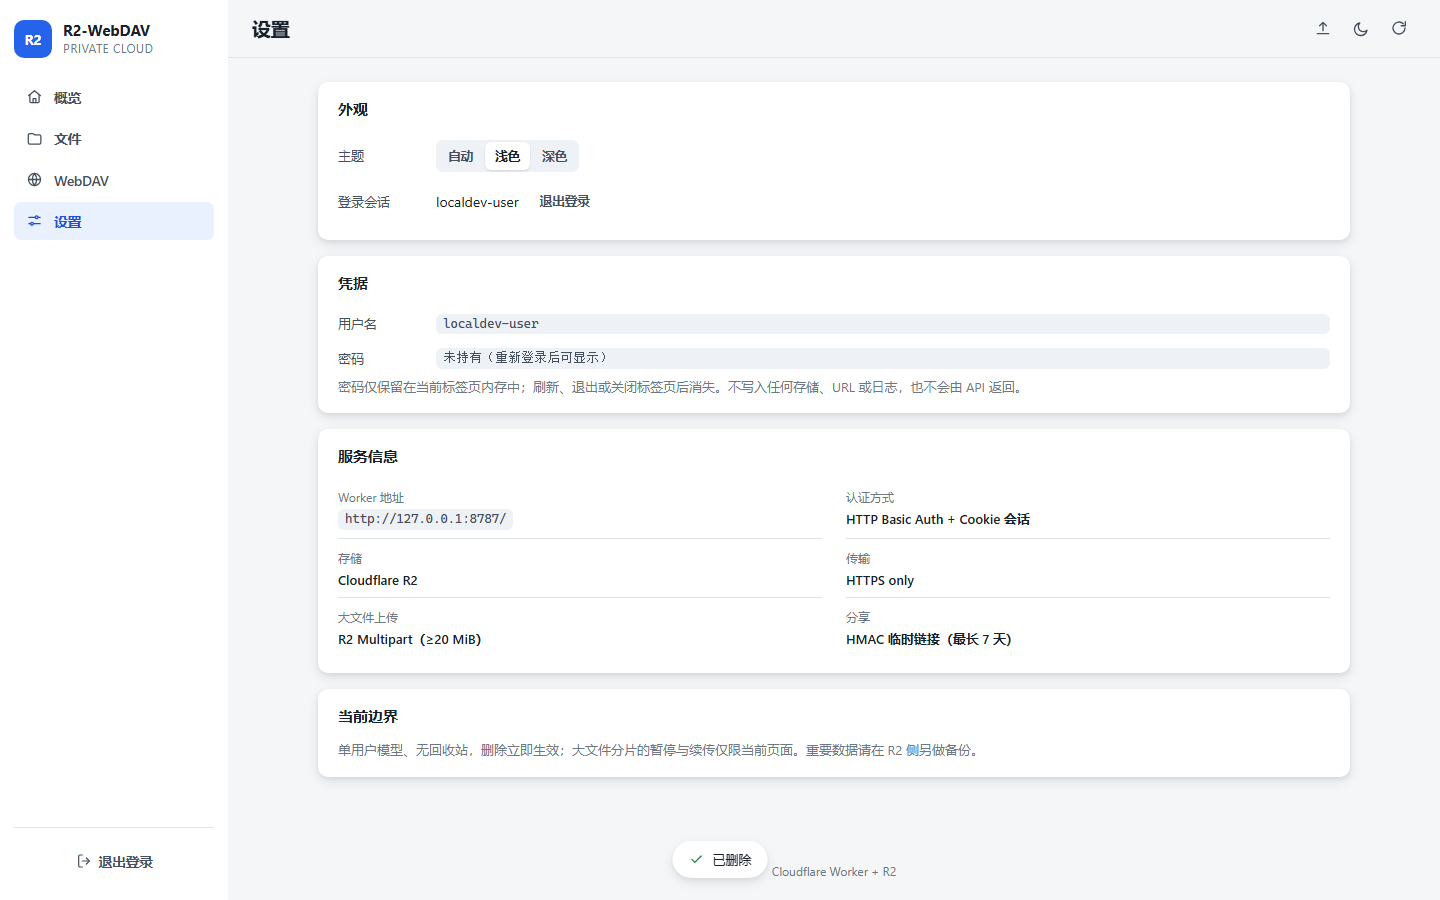 R2
R2-WebDAV
PRIVATE CLOUD
概览
文件
WebDAV
设置
退出登录
设置
外观
主题
自动 浅色 深色
登录会话
localdev-user 退出登录
凭据
用户名
localdev-user
密码
未持有（重新登录后可显示）
密码仅保留在当前标签页内存中；刷新、退出或关闭标签页后消失。不写入任何存储、URL 或日志，也不会由 API 返回。
服务信息
Worker 地址
http://127.0.0.1:8787/
认证方式
HTTP Basic Auth + Cookie 会话
存储
Cloudflare R2
传输
HTTPS only
大文件上传
R2 Multipart（≥20 MiB）
分享
HMAC 临时链接（最长 7 天）
当前边界
单用户模型、无回收站，删除立即生效；大文件分片的暂停与续传仅限当前页面。重要数据请在 R2 侧另做备份。
已删除
Cloudflare Worker + R2